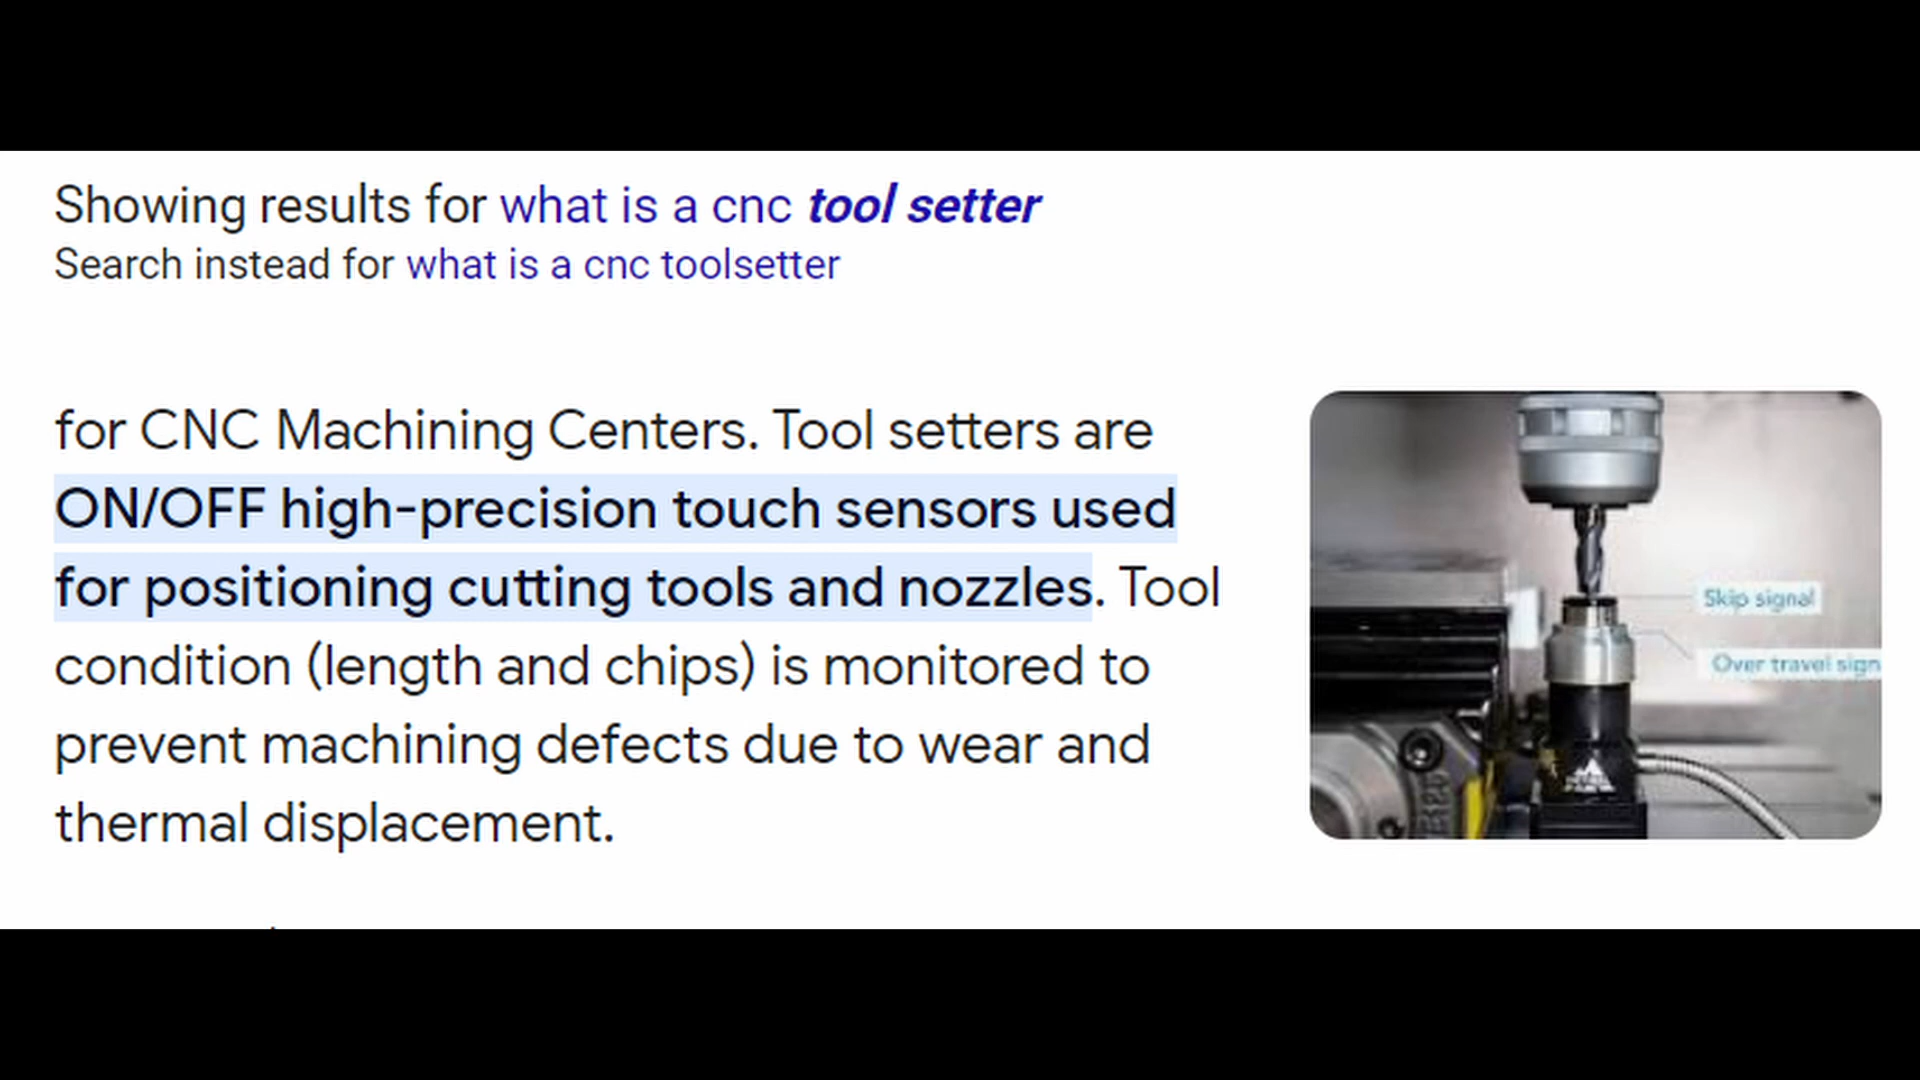 Showing results for what is a cnc tool setter
Search instead for what is a cnc toolsetter
for CNC Machining Centers. Tool setters are
ON/OFF high-precision touch sensors used
for positioning cutting tools and nozzles. Tool
condition (length and chips) is monitored to
prevent machining defects due to wear and
thermal displacement.
Skip signal
Over travel sign